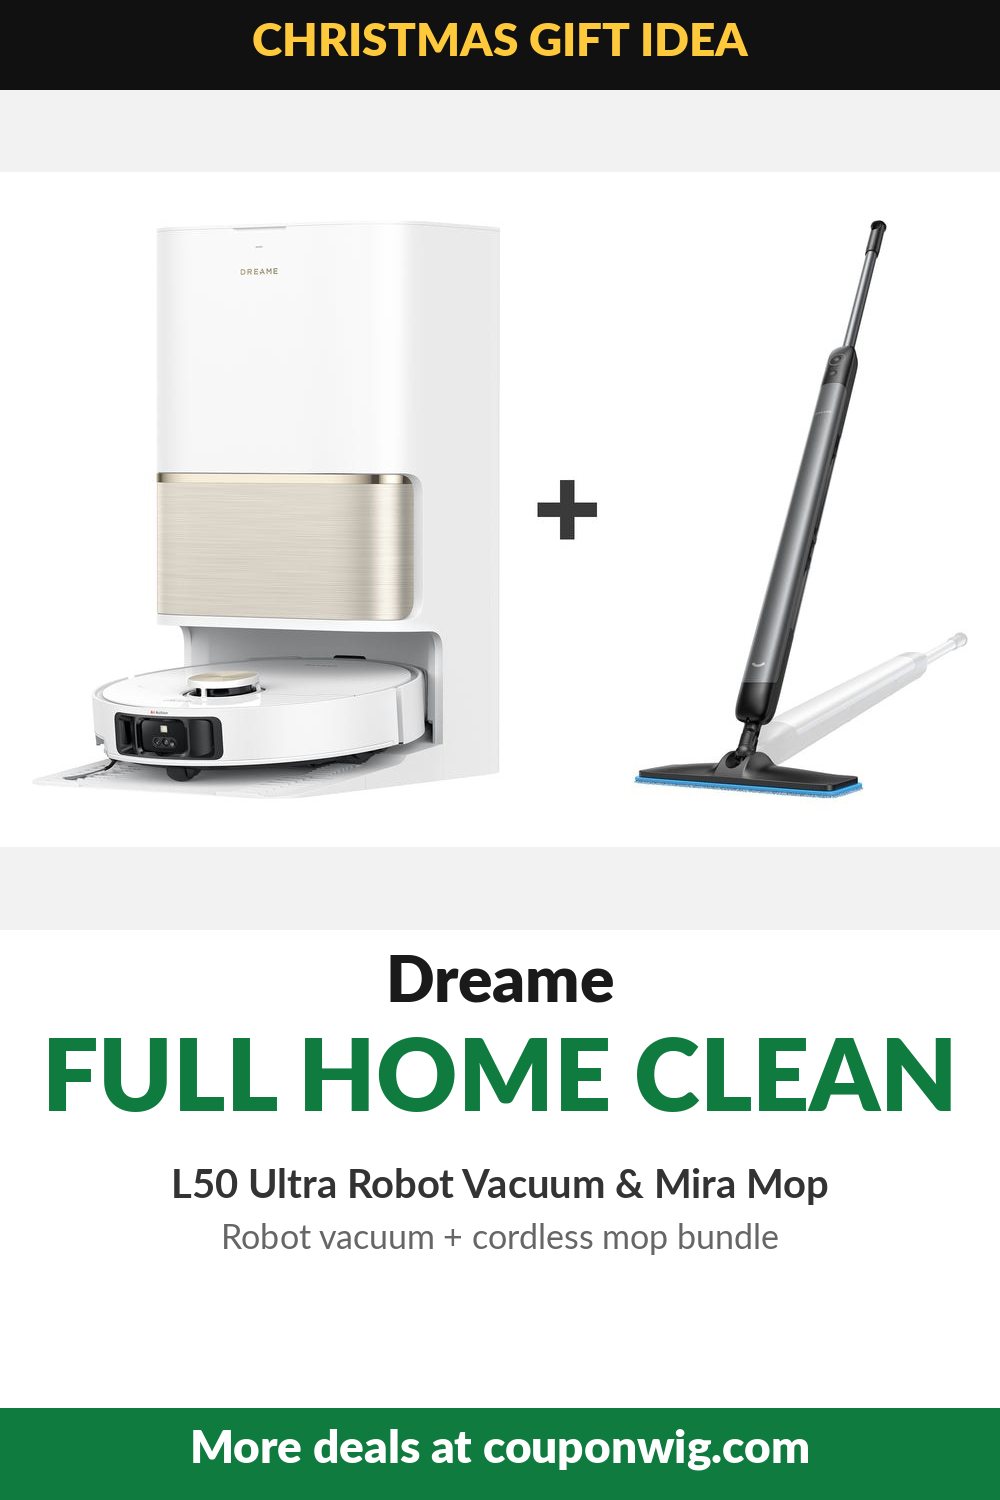 CHRISTMAS GIFT IDEA
DREAME
+
Dreame
FULL HOME CLEAN
L50 Ultra Robot Vacuum & Mira Mop
Robot vacuum + cordless mop bundle
More deals at couponwig.com